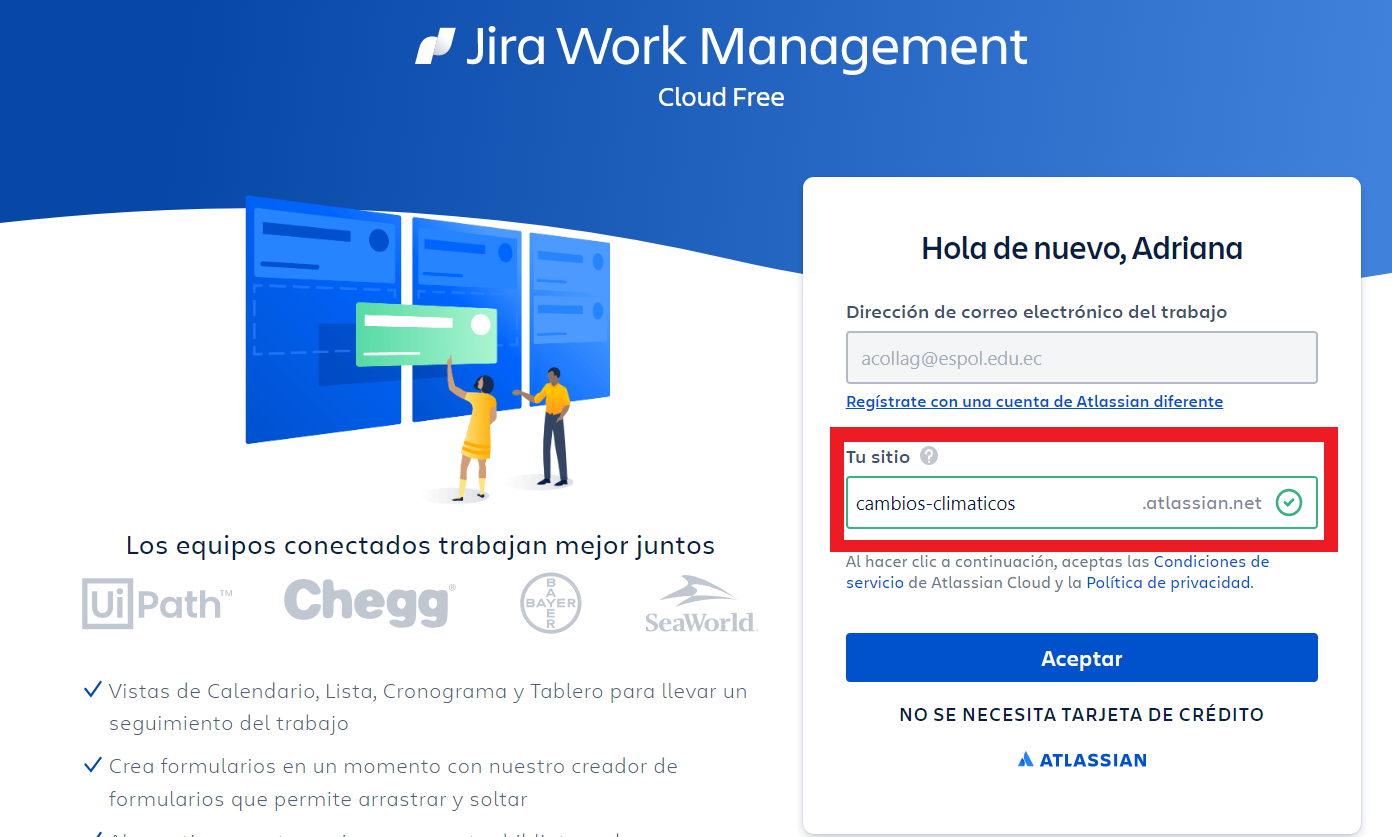 Jira Work Management
Cloud Free
Hola de nuevo, Adriana
Dirección de correo electrónico del trabajo
acollag@espol.edu.ec
Regístrate con una cuenta de Atlassian diferente
Tu sitio ?
cambios-climaticos .atlassian.net
Al hacer clic a continuación, aceptas las Condiciones de
servicio de Atlassian Cloud y la Política de privacidad.
Aceptar
NO SE NECESITA TARJETA DE CRÉDITO
ATLASSIAN
Los equipos conectados trabajan mejor juntos
UiPath™ Chegg® BAYER BAYER SeaWorld.
Vistas de Calendario, Lista, Cronograma y Tablero para llevar un
seguimiento del trabajo
Crea formularios en un momento con nuestro creador de
formularios que permite arrastrar y soltar